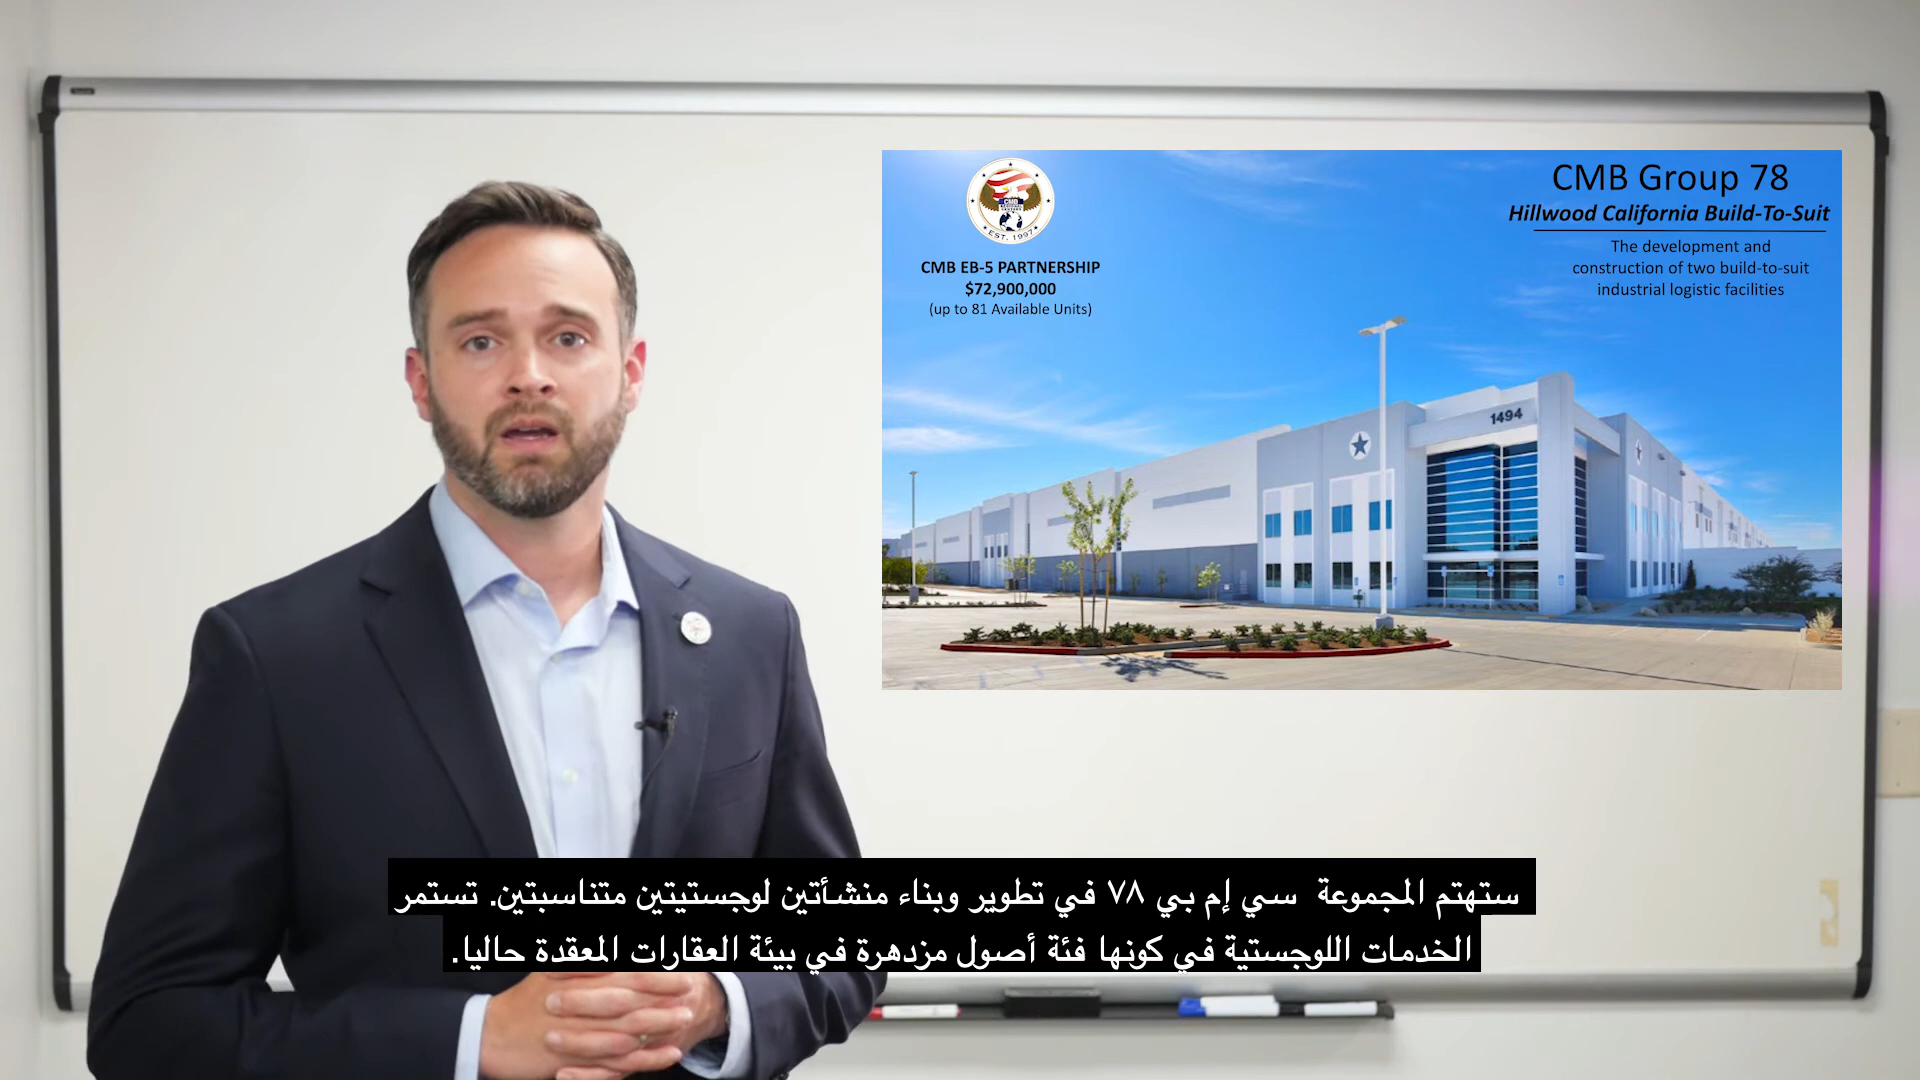 CMB
EST. 1997
CMB EB-5 PARTNERSHIP
$72,900,000
(up to 81 Available Units)
CMB Group 78
Hillwood California Build-To-Suit
The development and
construction of two build-to-suit
industrial logistic facilities
1494
ستهتم المجموعة سي إم بي ٧٨ في تطوير وبناء منشأتين لوجستيتين متناسبتين. تستمر
الخدمات اللوجستية في كونها فئة أصول مزدهرة في بيئة العقارات المعقدة حاليا.